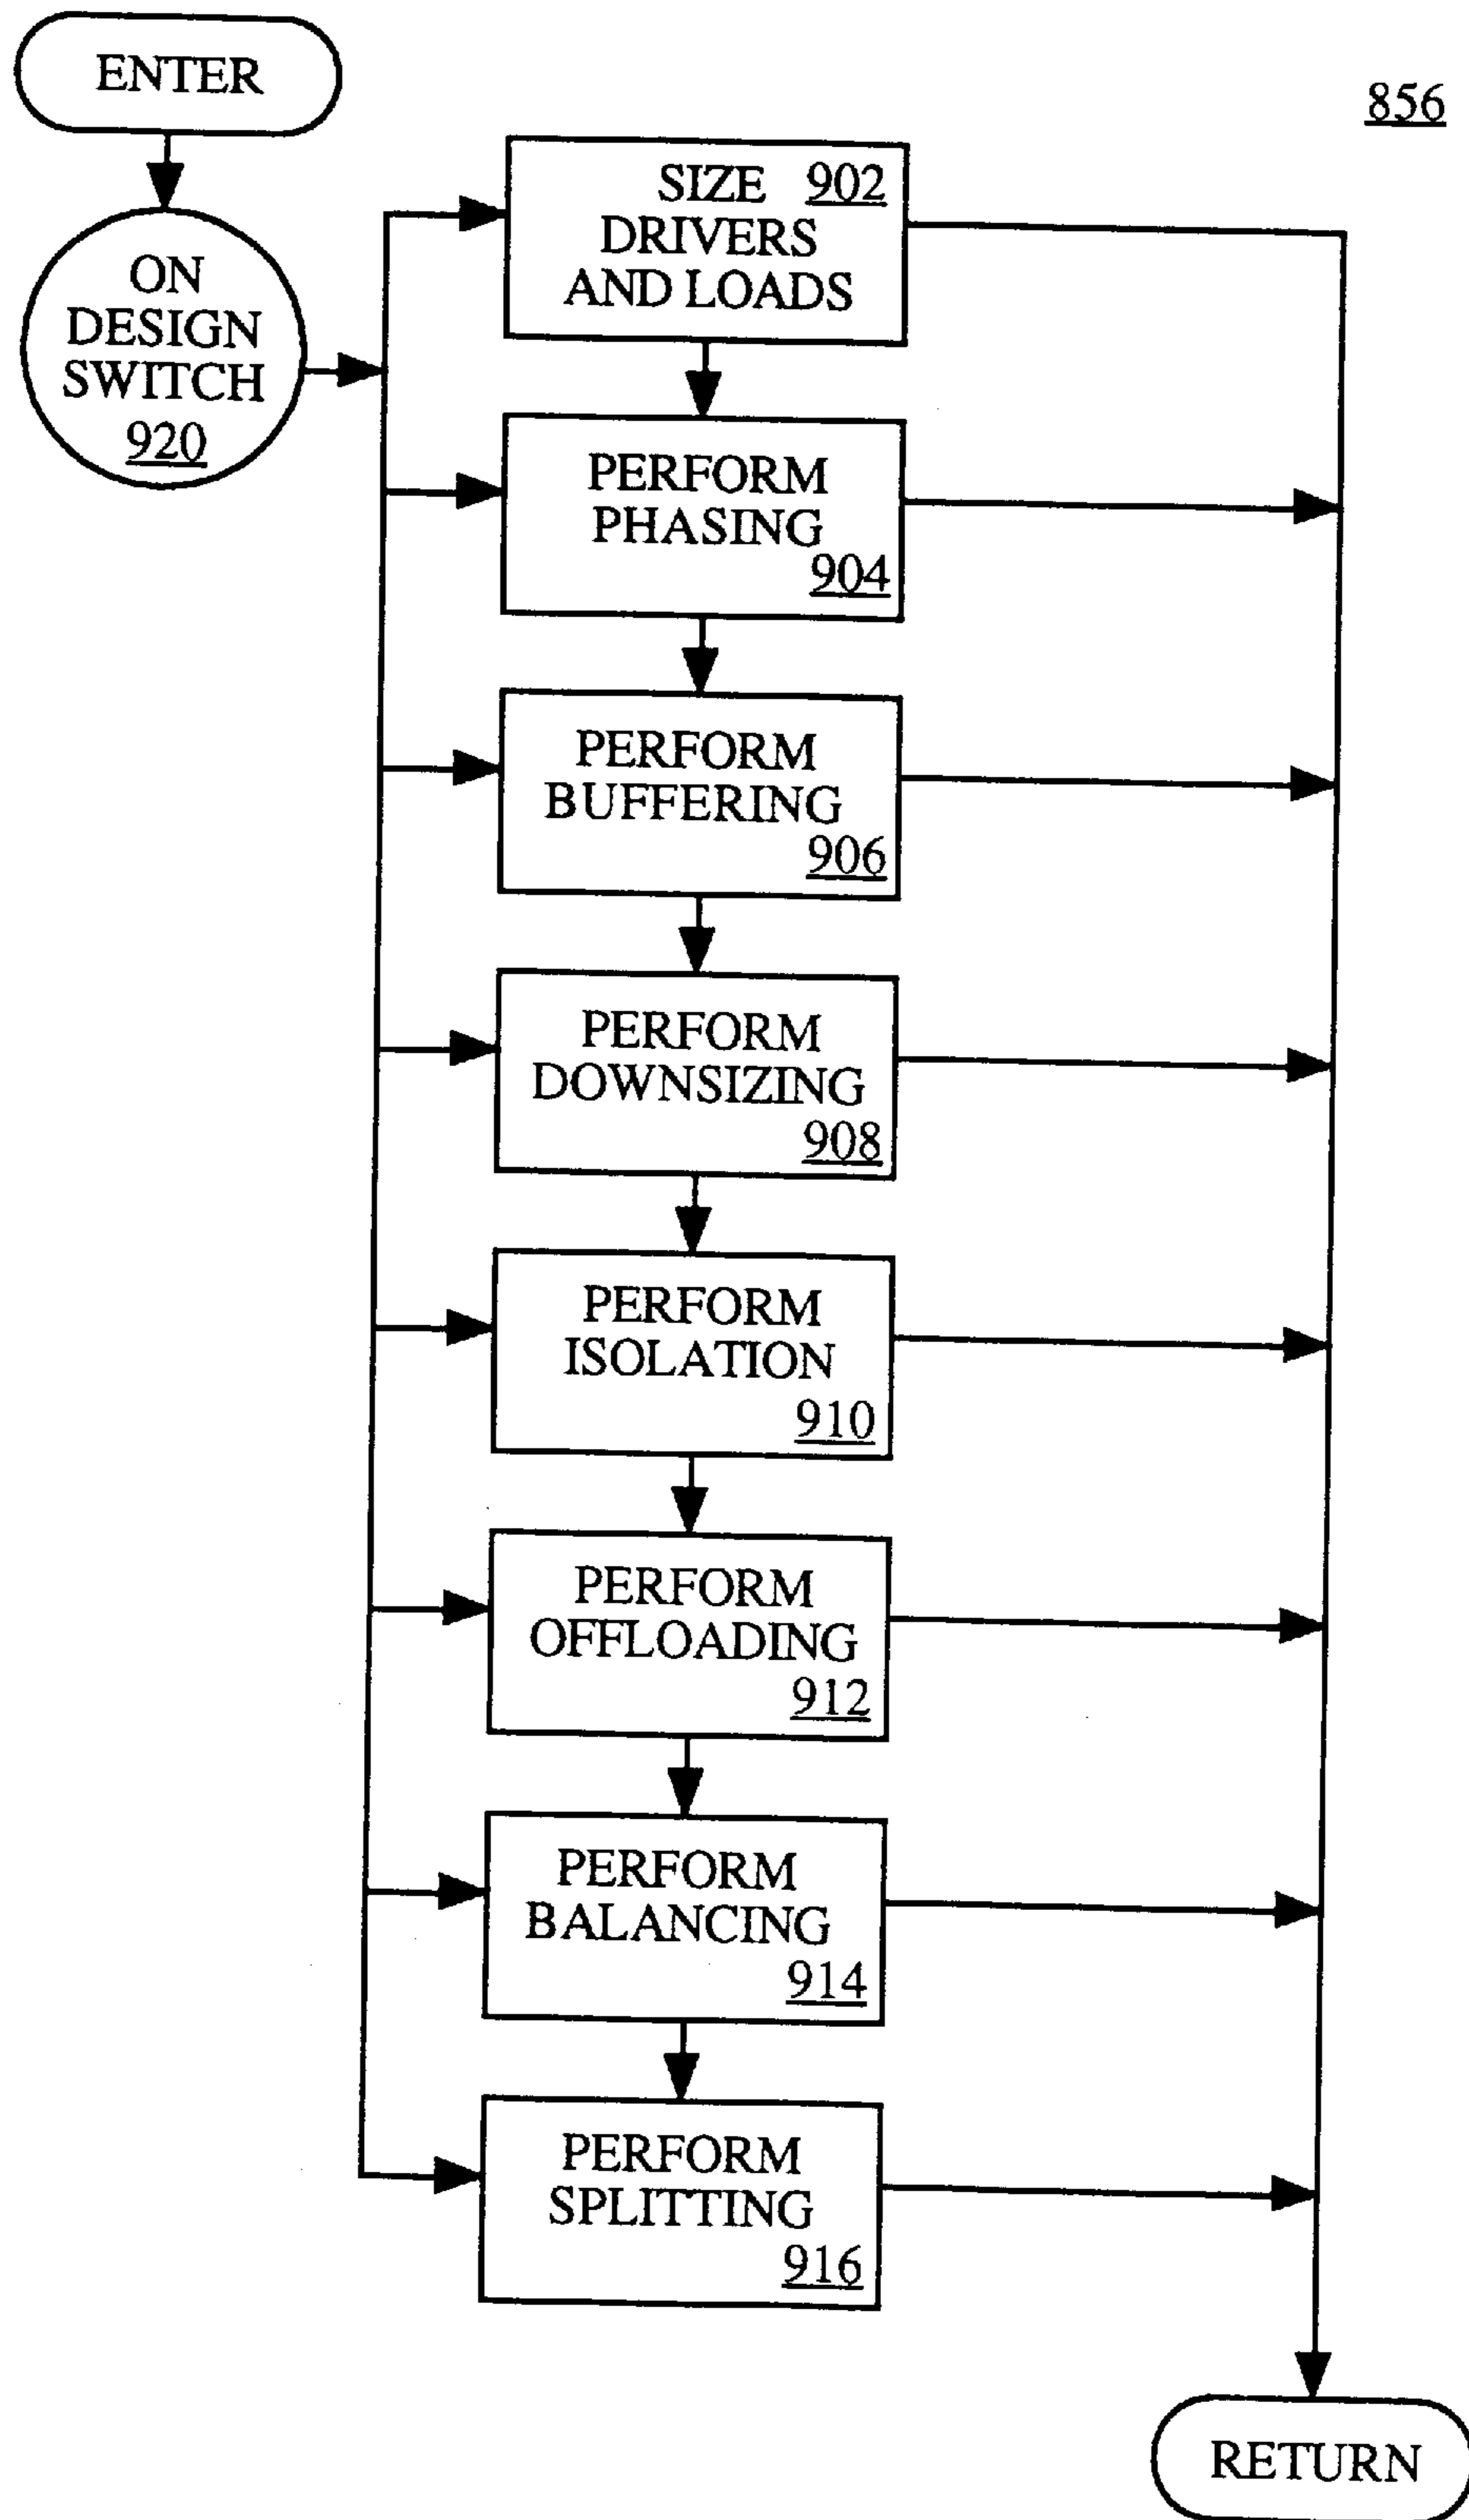 ENTER
856
ON
DESIGN
SWITCH
920
SIZE 902
DRIVERS
AND LOADS
PERFORM
PHASING
904
PERFORM
BUFFERING
906
PERFORM
DOWNSIZING
908
PERFORM
ISOLATION
910
PERFORM
OFFLOADING
912
PERFORM
BALANCING
914
PERFORM
SPLITTING
916
RETURN